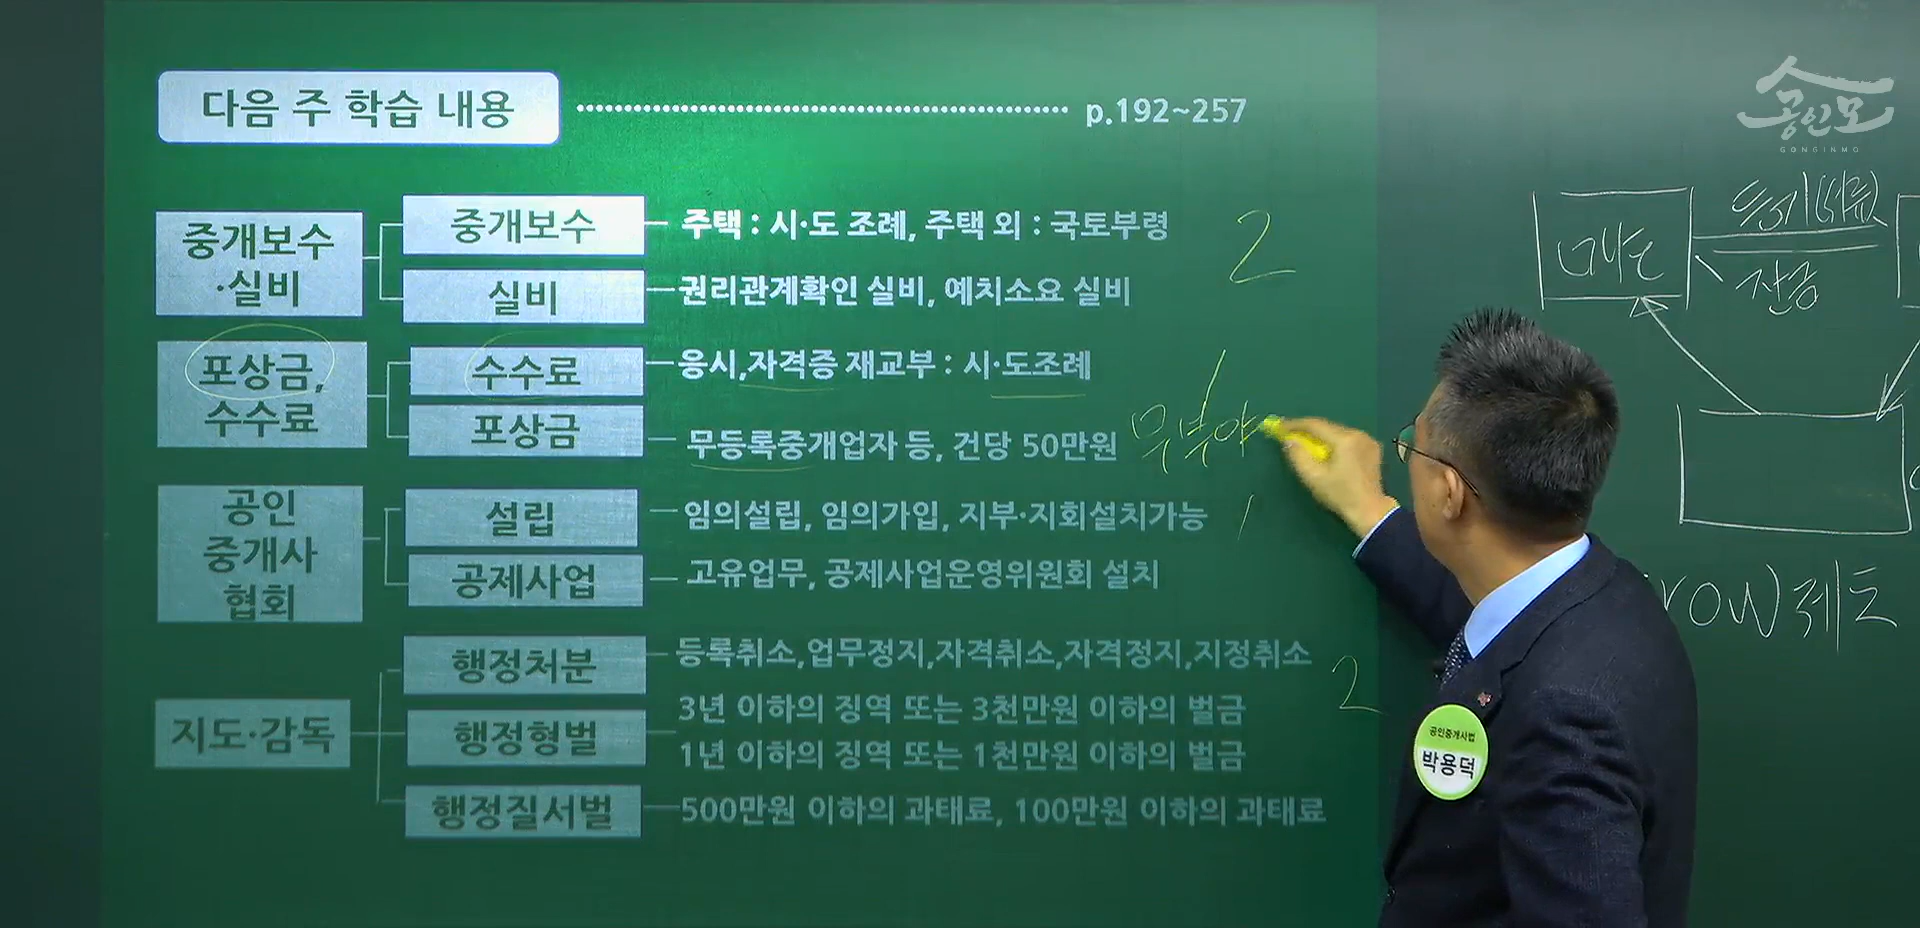 다음 주 학습 내용 p.192~257
공인모
GONGINMO
중개보수
·실비
중개보수
주택 : 시·도 조례, 주택 외 : 국토부령
2
실비
권리관계확인 실비, 예치소요 실비
포상금,
수수료
수수료
응시,자격증 재교부 : 시·도조례
포상금
무등록중개업자 등, 건당 50만원
무부
공인
중개사
협회
설립
임의설립, 임의가입, 지부·지회설치가능
공제사업
고유업무, 공제사업운영위원회 설치
지도·감독
행정처분
등록취소,업무정지,자격취소,자격정지,지정취소
2
행정형벌
3년 이하의 징역 또는 3천만원 이하의 벌금
1년 이하의 징역 또는 1천만원 이하의 벌금
행정질서벌
500만원 이하의 과태료, 100만원 이하의 과태료
매도
잔금
row)제도
공인중개사법
박용덕